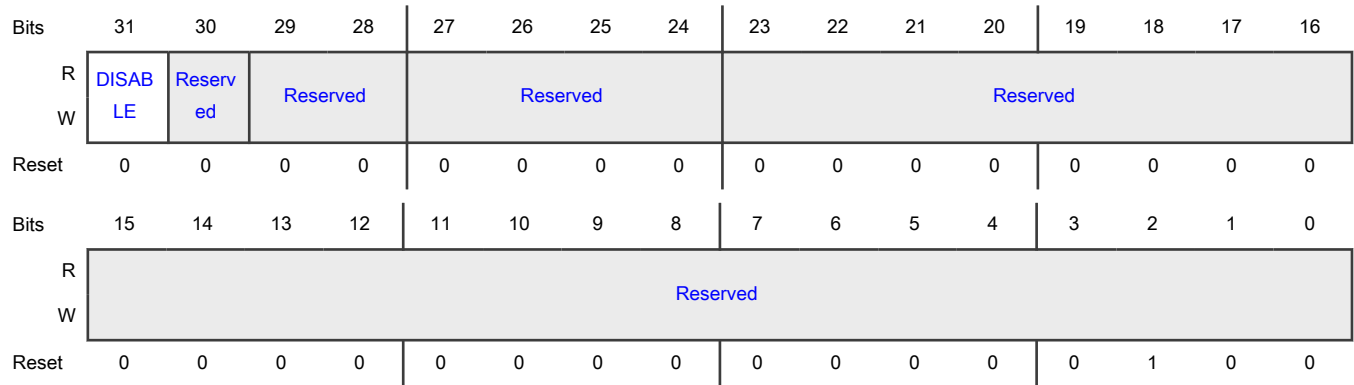 Bits 31 30 29 28 27 26 25 24 23 22 21 20 19 18 17 16
R
DISAB Reserv Reserved Reserved Reserved
LE ed
W
Reset 0 0 0 0 0 0 0 0 0 0 0 0 0 0 0 0
Bits 15 14 13 12 11 10 9 8 7 6 5 4 3 2 1 0
R
Reserved
W
Reset 0 0 0 0 0 0 0 0 0 0 0 0 0 1 0 0